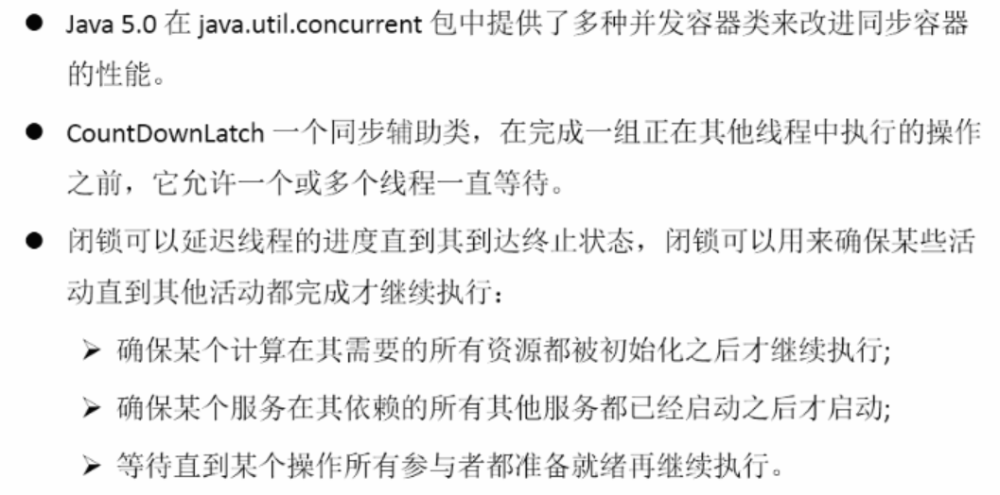 ● Java 5.0 在 java.util.concurrent 包中提供了多种并发容器类来改进同步容器
的性能。
● CountDownLatch 一个同步辅助类，在完成一组正在其他线程中执行的操作
之前，它允许一个或多个线程一直等待。
● 闭锁可以延迟线程的进度直到其到达终止状态，闭锁可以用来确保某些活
动直到其他活动都完成才继续执行：
➢ 确保某个计算在其需要的所有资源都被初始化之后才继续执行;
➢ 确保某个服务在其依赖的所有其他服务都已经启动之后才启动;
➢ 等待直到某个操作所有参与者都准备就绪再继续执行。